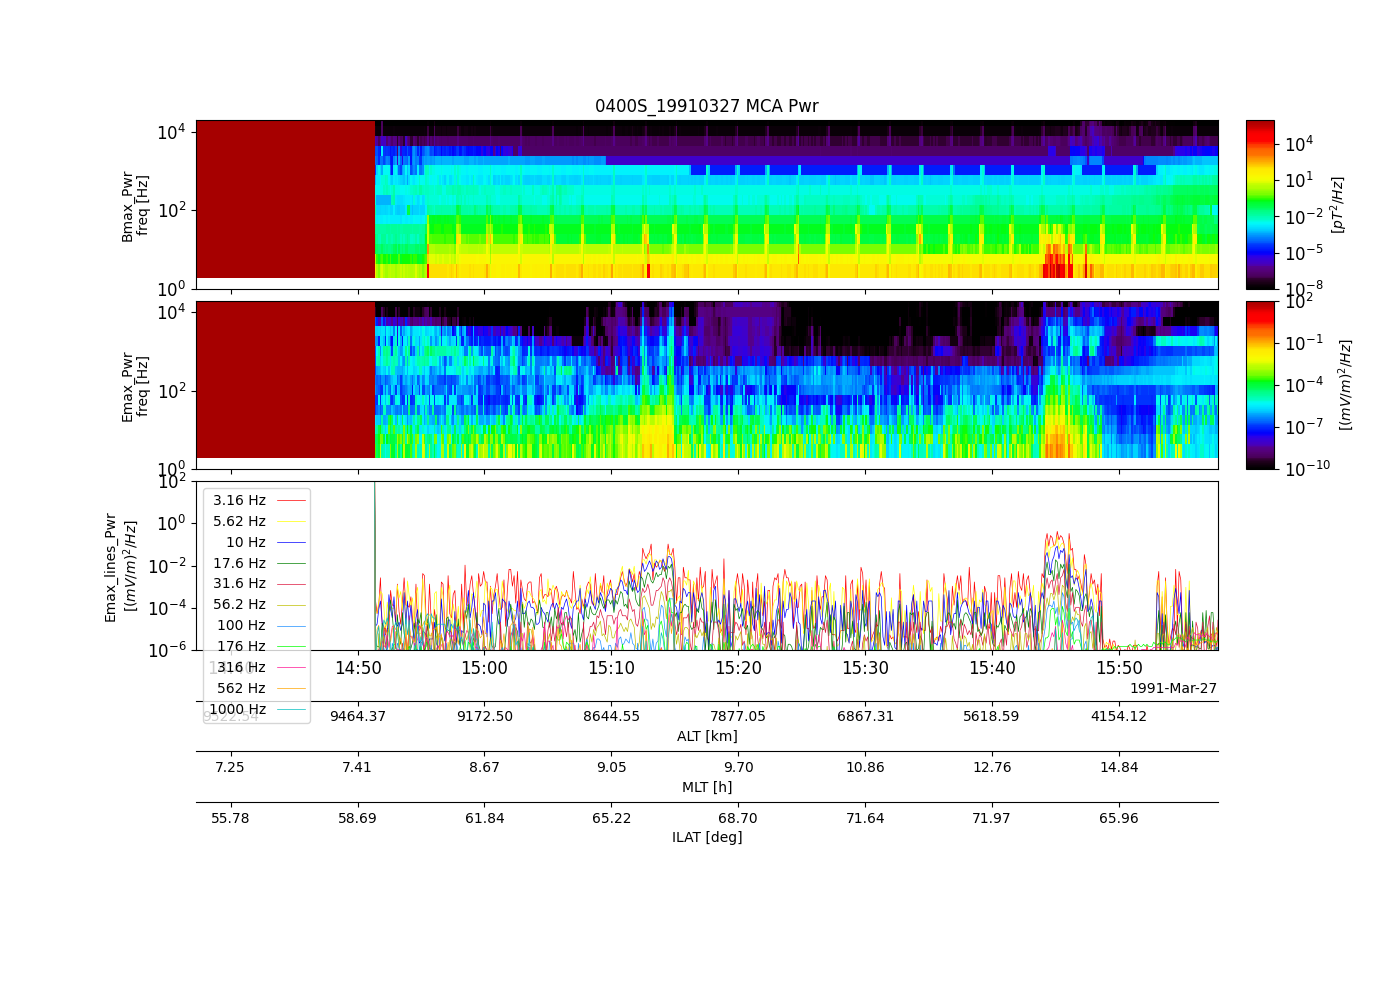 0400S_19910327 MCA Pwr
Bmax_Pwr
freq [Hz]
10^4
10^2
10^0
10^4
10^1
10^-2
10^-5
10^-8
[pT^2/Hz]
Emax_Pwr
freq [Hz]
10^4
10^2
10^0
10^2
10^-1
10^-4
10^-7
10^-10
[(mV/m)^2/Hz]
Emax_lines_Pwr
[(mV/m)^2/Hz]
10^2
10^0
10^-2
10^-4
10^-6
3.16 Hz
5.62 Hz
10 Hz
17.6 Hz
31.6 Hz
56.2 Hz
100 Hz
176 Hz
316 Hz
562 Hz
1000 Hz
14:40 14:50 15:00 15:10 15:20 15:30 15:40 15:50
1991-Mar-27
9522.54 9464.37 9172.50 8644.55 7877.05 6867.31 5618.59 4154.12
ALT [km]
7.25 7.41 8.67 9.05 9.70 10.86 12.76 14.84
MLT [h]
55.78 58.69 61.84 65.22 68.70 71.64 71.97 65.96
ILAT [deg]